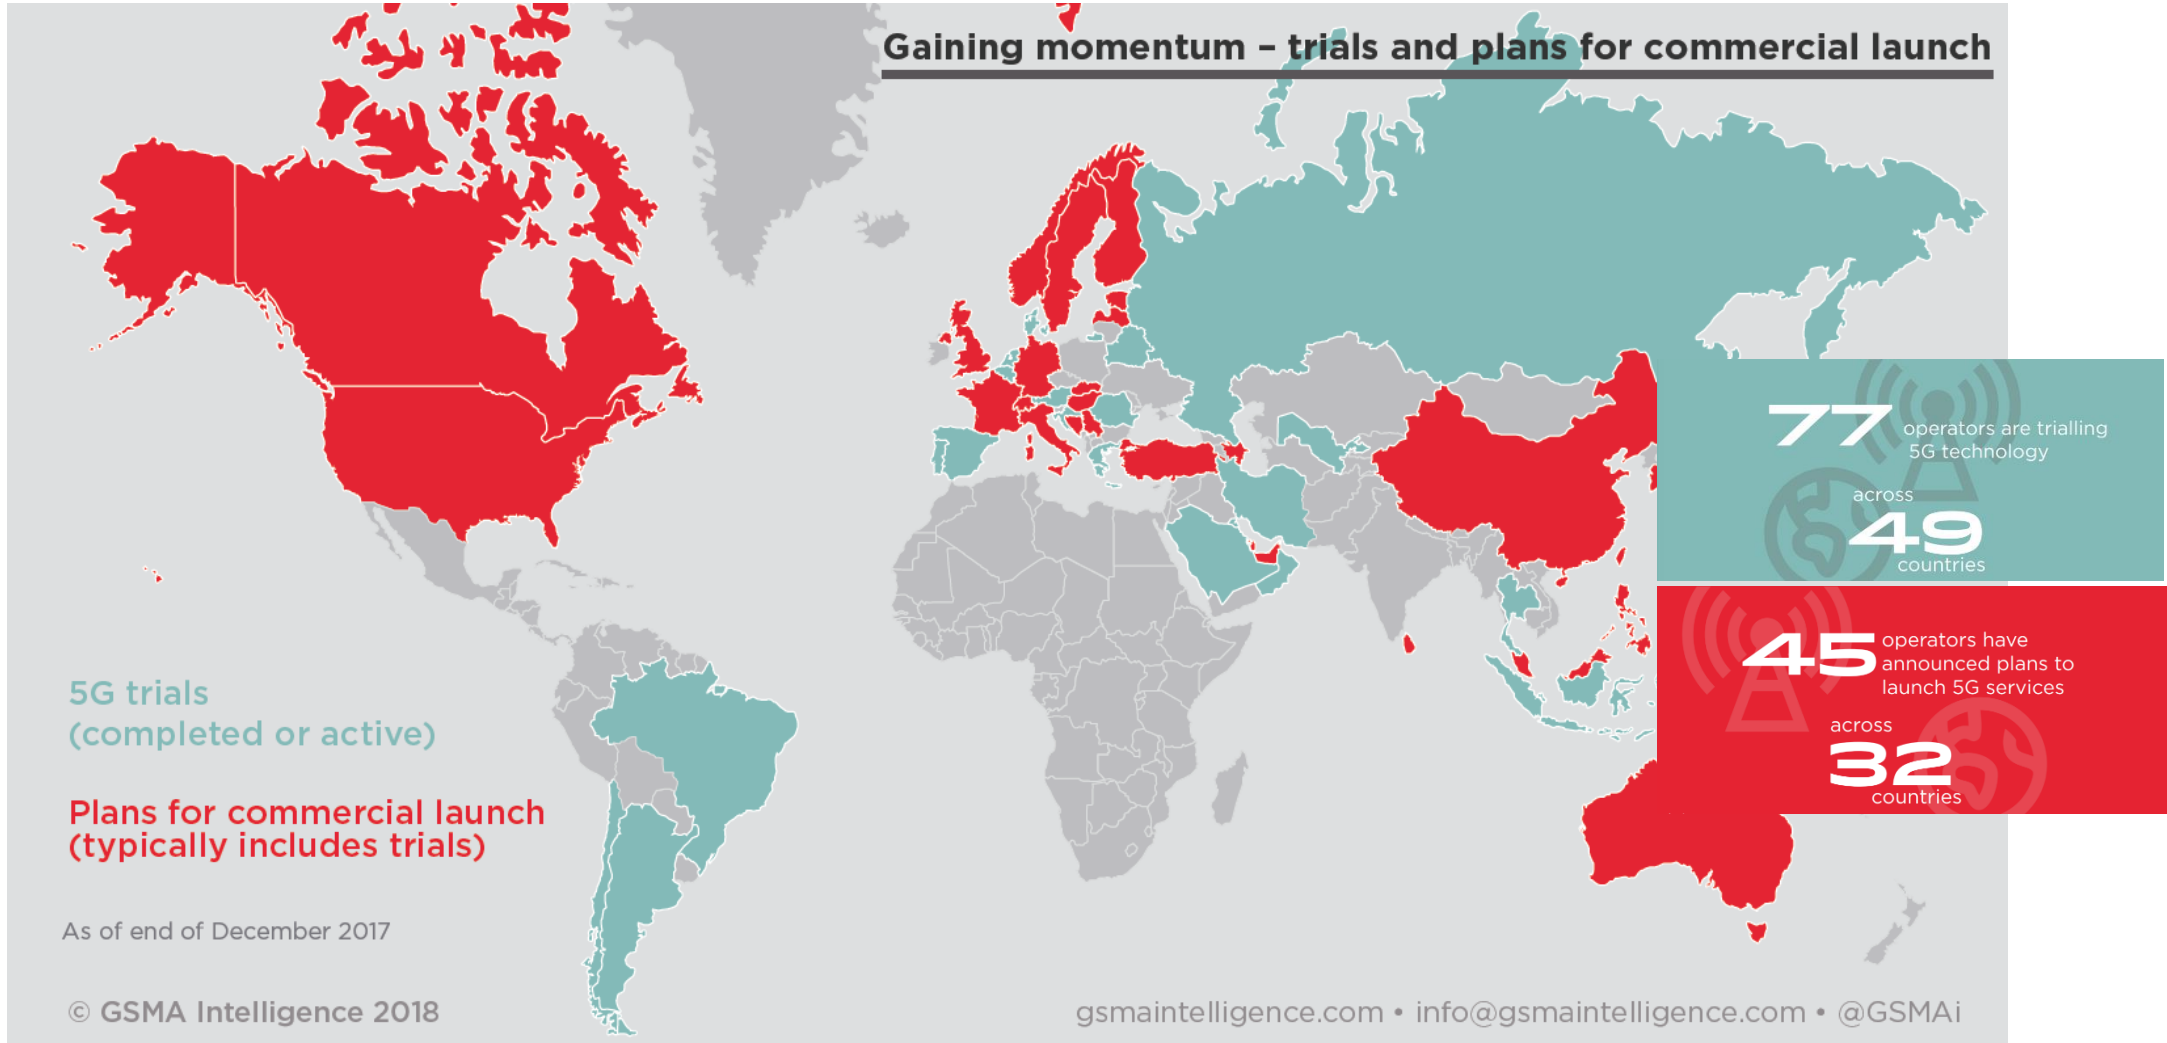 Gaining momentum – trials and plans for commercial launch
77 operators are trialling
5G technology
across
49
countries
45 operators have
announced plans to
launch 5G services
across
32
countries
5G trials
(completed or active)
Plans for commercial launch
(typically includes trials)
As of end of December 2017
© GSMA Intelligence 2018
gsmaintelligence.com • info@gsmaintelligence.com • @GSMAi